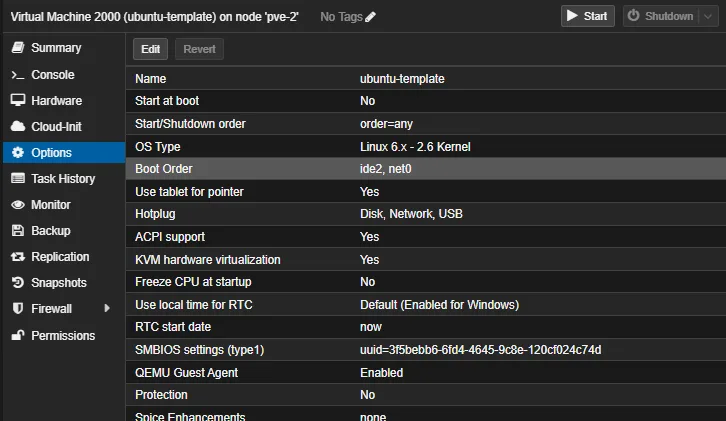 Virtual Machine 2000 (ubuntu-template) on node 'pve-2' No Tags Start Shutdown
Summary
Console
Hardware
Cloud-Init
Options
Task History
Monitor
Backup
Replication
Snapshots
Firewall
Permissions
Edit Revert
Name ubuntu-template
Start at boot No
Start/Shutdown order order=any
OS Type Linux 6.x - 2.6 Kernel
Boot Order ide2, net0
Use tablet for pointer Yes
Hotplug Disk, Network, USB
ACPI support Yes
KVM hardware virtualization Yes
Freeze CPU at startup No
Use local time for RTC Default (Enabled for Windows)
RTC start date now
SMBIOS settings (type1) uuid=3f5bebb6-6fd4-4645-9c8e-120cf024c74d
QEMU Guest Agent Enabled
Protection No
Spice Enhancements none